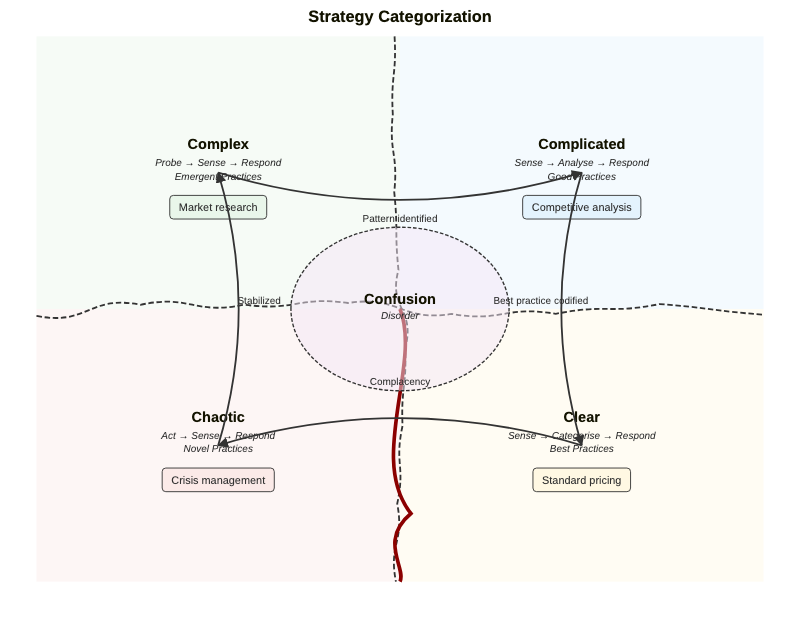 Strategy Categorization
Complex
Probe → Sense → Respond
Emergent Practices
Market research
Complicated
Sense → Analyse → Respond
Good Practices
Competitive analysis
Pattern identified
Stabilized
Confusion
Disorder
Best practice codified
Complacency
Chaotic
Act → Sense → Respond
Novel Practices
Crisis management
Clear
Sense → Categorise → Respond
Best Practices
Standard pricing